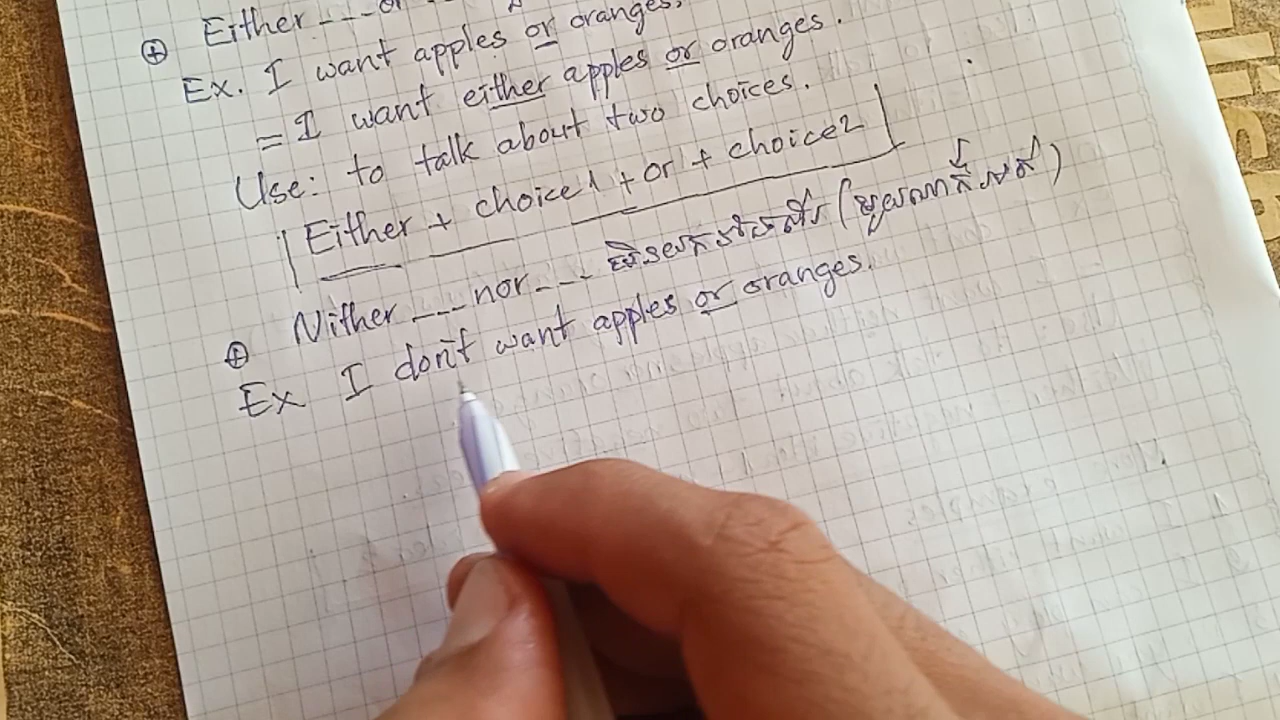 ⊕ Either ---or
Ex. I want apples or oranges.
= I want either apples or oranges.
Use: to talk about two choices.
Either + choice1 + or + choice2
⊕ Nither --- nor ---
Ex I don't want apples or oranges.